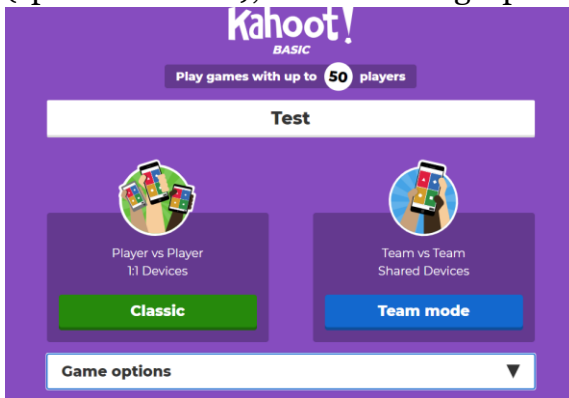 Kahoot!
BASIC
Play games with up to 50 players
Test
Player vs Player
1:1 Devices
Classic
Team vs Team
Shared Devices
Team mode
Game options